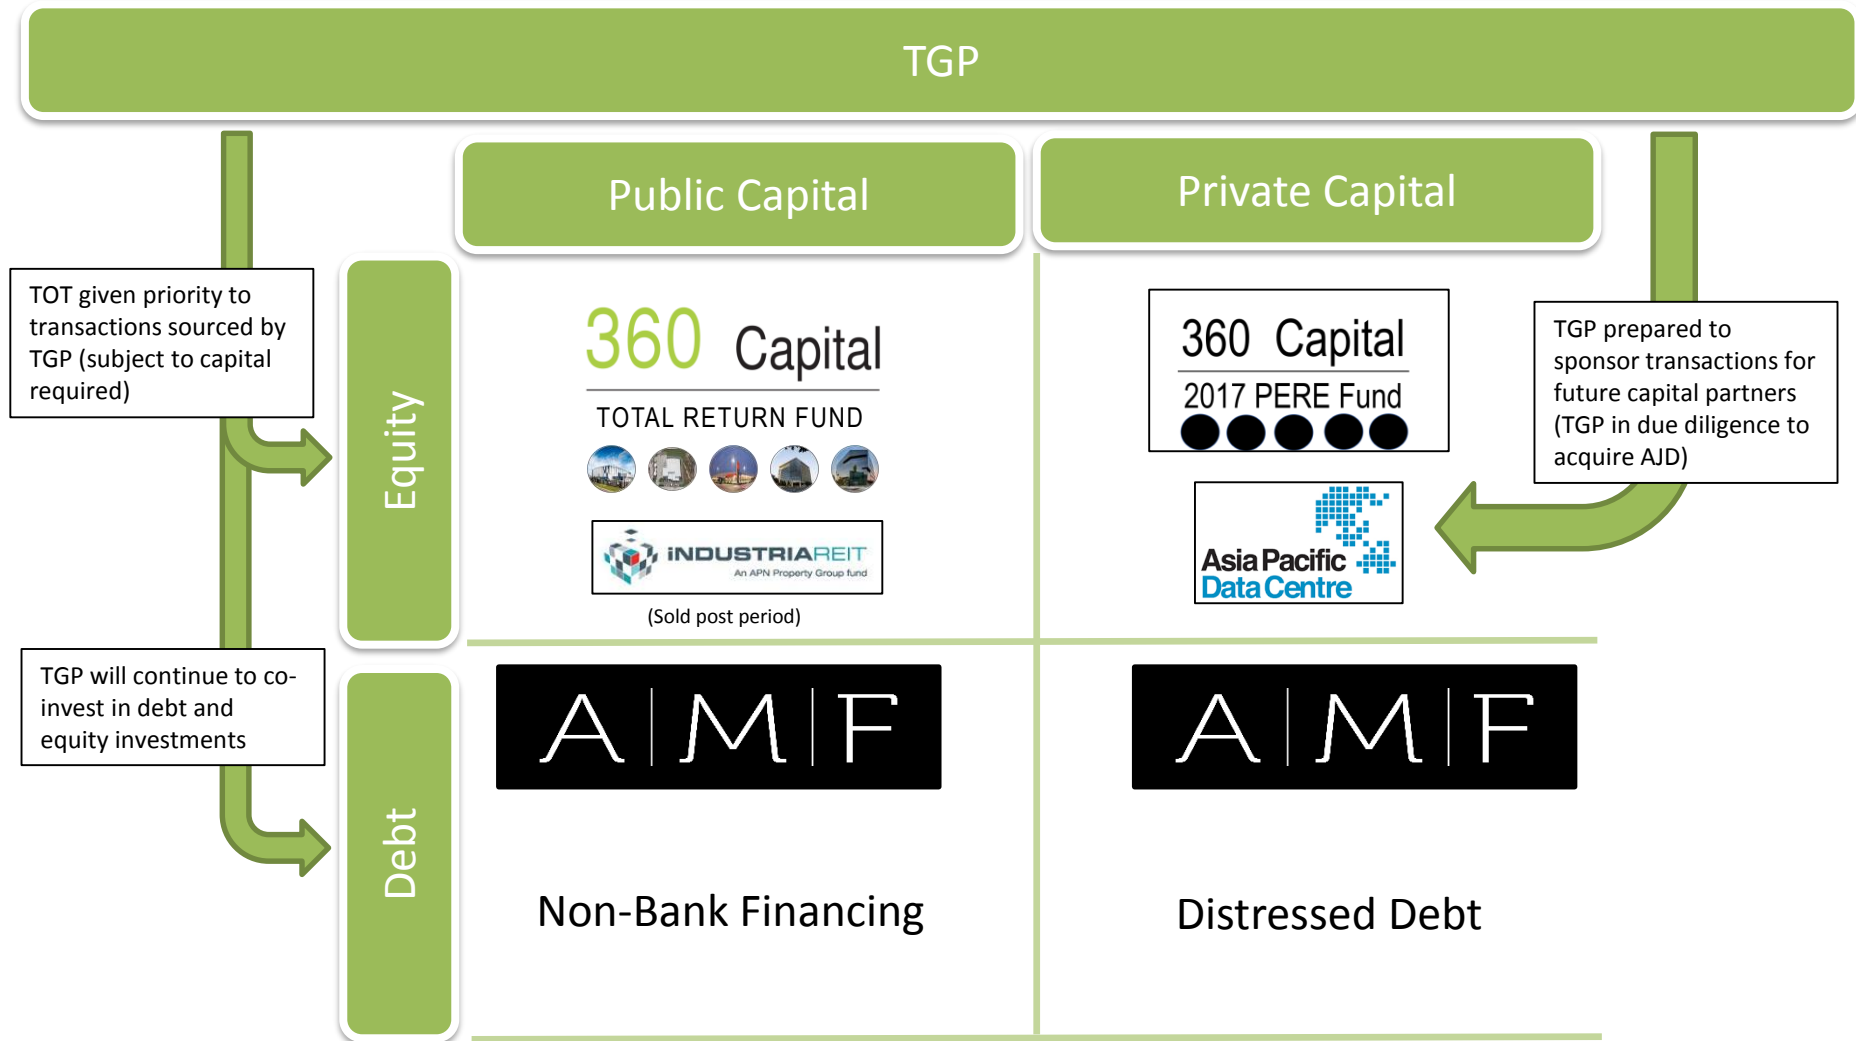 TGP
Public Capital
Private Capital
TOT given priority to
transactions sourced by
TGP (subject to capital
required)
Equity
360 Capital
TOTAL RETURN FUND
iNDUSTRIAREIT
An APN Property Group fund
(Sold post period)
360 Capital
2017 PERE Fund
Asia Pacific
Data Centre
TGP prepared to
sponsor transactions for
future capital partners
(TGP in due diligence to
acquire AJD)
TGP will continue to co-
invest in debt and
equity investments
Debt
A|M|F
Non-Bank Financing
A|M|F
Distressed Debt